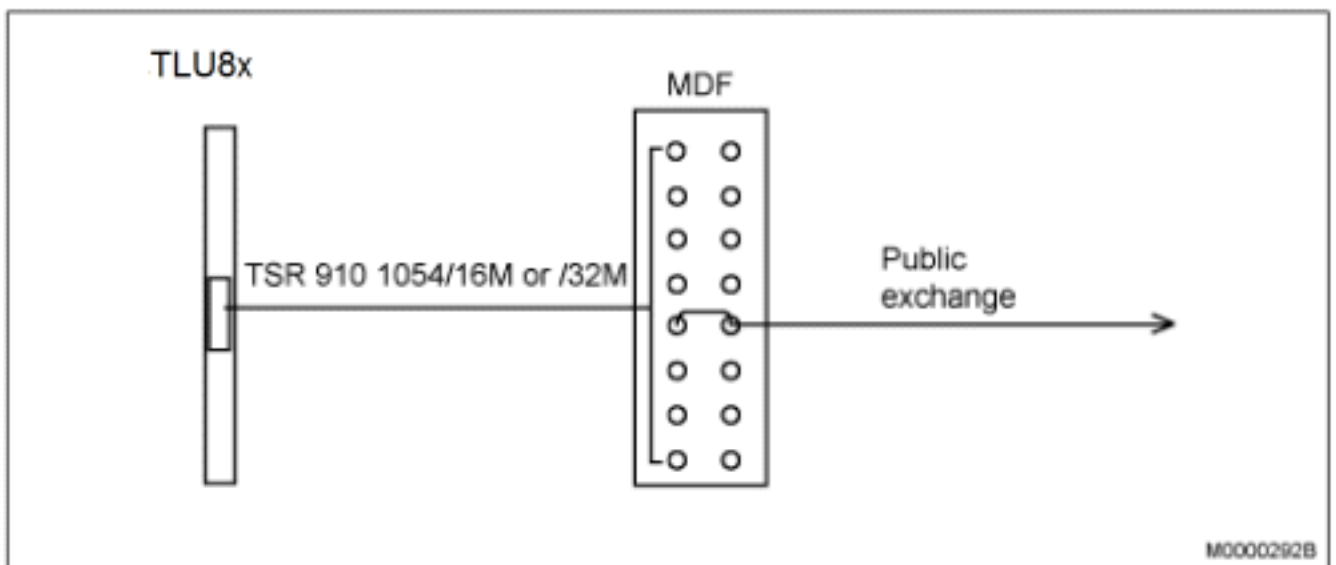 TLU8x
MDF
TSR 910 1054/16M or /32M
Public
exchange
M0000292B